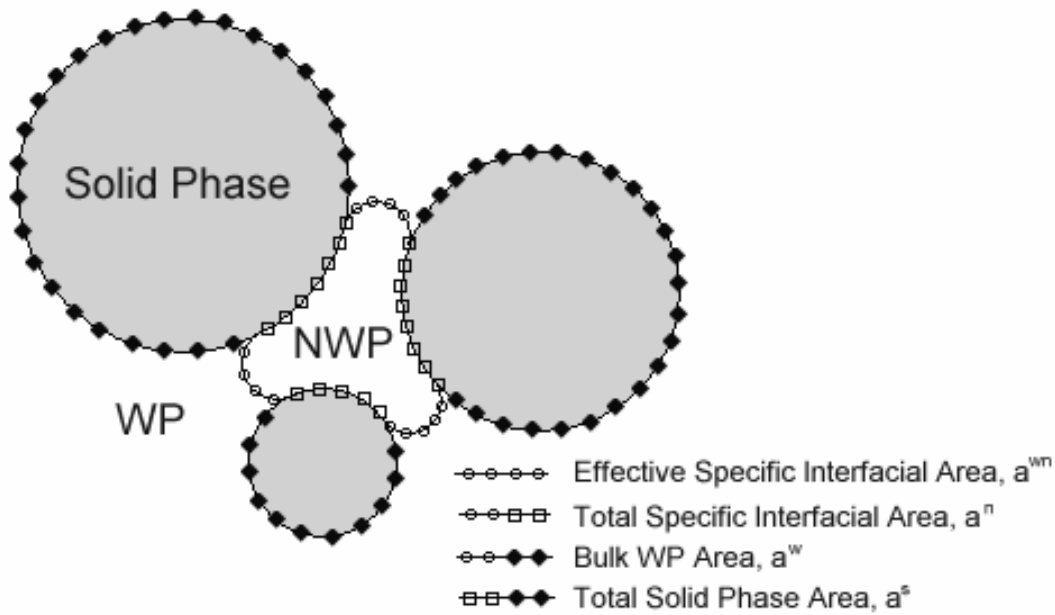 Solid Phase
NWP
WP
Effective Specific Interfacial Area, a^wn
Total Specific Interfacial Area, a^n
Bulk WP Area, a^w
Total Solid Phase Area, a^s